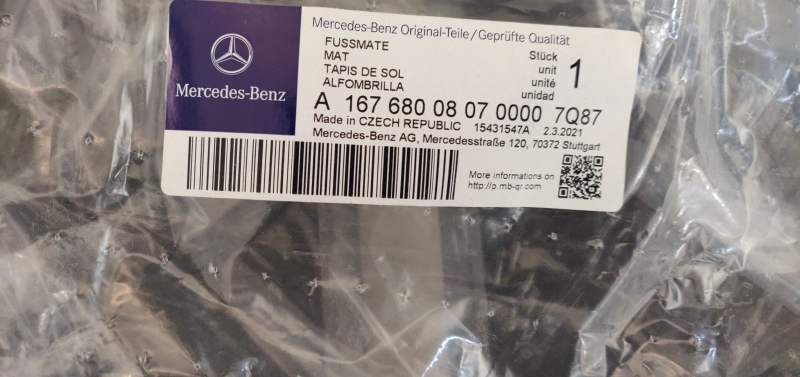 Mercedes-Benz
Mercedes-Benz Original-Teile/Geprüfte Qualität
FUSSMATE
MAT
TAPIS DE SOL
ALFOMBRILLA
Stück
unit
unité
unidad
1
A 167 680 08 07 0000 7Q87
Made in CZECH REPUBLIC 15431547A 2.3.2021
Mercedes-Benz AG, Mercedesstraße 120, 70372 Stuttgart
More informations on
http://p.mb-qr.com